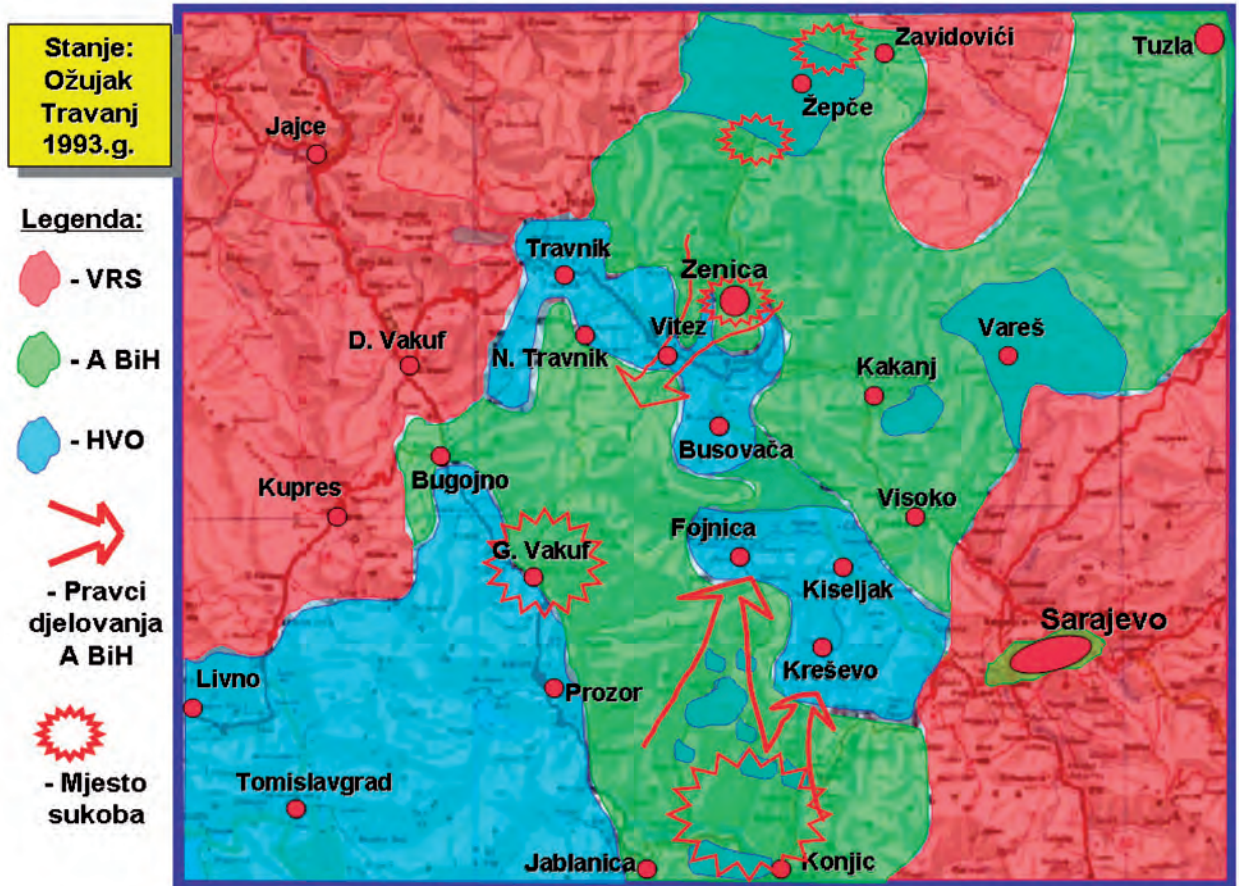 Stanje:
Ožujak
Travanj
1993.g.
Legenda:
- VRS
- A BiH
- HVO
- Pravci
djelovanja
A BiH
- Mjesto
sukoba
Zavidovići
Tuzla
Žepče
Jajce
Travnik
Zenica
Vitez
Vareš
D. Vakuf
N. Travnik
Kakanj
Busovača
Bugojno
Kupres
Visoko
Fojnica
G. Vakuf
Kiseljak
Sarajevo
Kreševo
Livno
Prozor
Tomislavgrad
Jablanica
Konjic